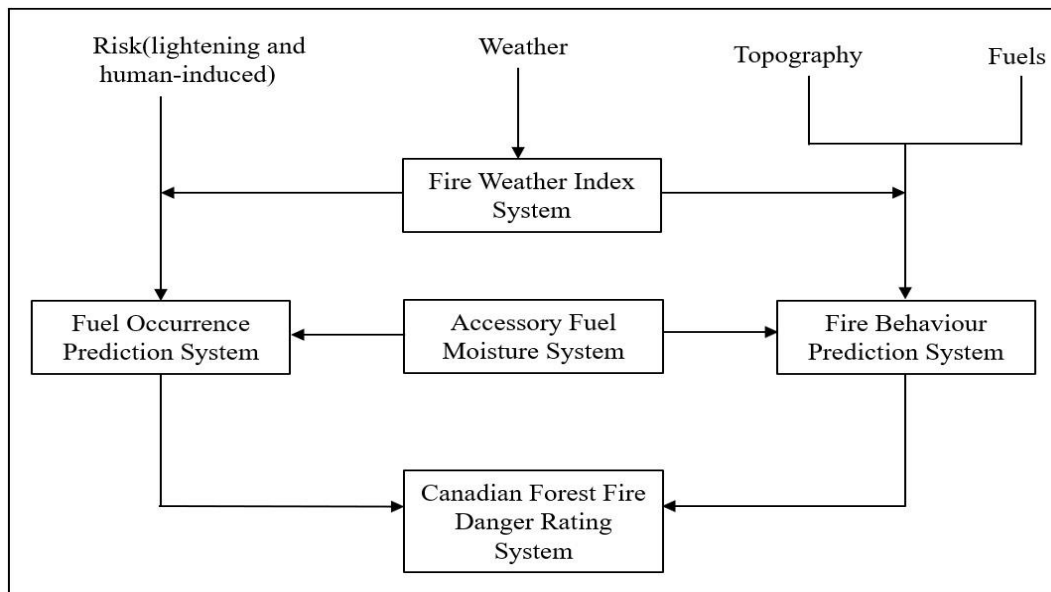 Risk(lightening and
human-induced)
Weather
Topography
Fuels
Fire Weather Index
System
Fuel Occurrence
Prediction System
Accessory Fuel
Moisture System
Fire Behaviour
Prediction System
Canadian Forest Fire
Danger Rating
System